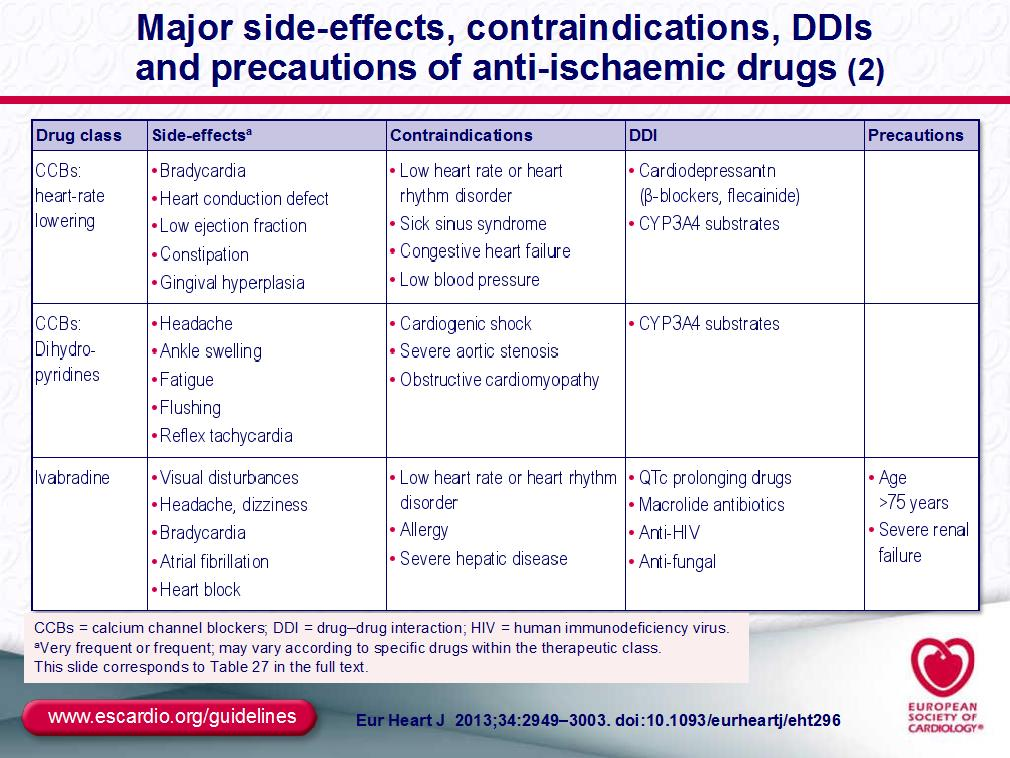 Major side-effects, contraindications, DDIs
and precautions of anti-ischaemic drugs (2)
Drug class Side-effectsª Contraindications DDI Precautions
CCBs:
heart-rate
lowering
• Bradycardia
• Heart conduction defect
• Low ejection fraction
• Constipation
• Gingival hyperplasia
• Low heart rate or heart
rhythm disorder
• Sick sinus syndrome
• Congestive heart failure
• Low blood pressure
• Cardiodepressantn
(β-blockers, flecainide)
• CYP3A4 substrates
CCBs:
Dihydro-
pyridines
• Headache
• Ankle swelling
• Fatigue
• Flushing
• Reflex tachycardia
• Cardiogenic shock
• Severe aortic stenosis
• Obstructive cardiomyopathy
• CYP3A4 substrates
Ivabradine
• Visual disturbances
• Headache, dizziness
• Bradycardia
• Atrial fibrillation
• Heart block
• Low heart rate or heart rhythm
disorder
• Allergy
• Severe hepatic disease
• QTc prolonging drugs
• Macrolide antibiotics
• Anti-HIV
• Anti-fungal
• Age
>75 years
• Severe renal
failure
CCBs = calcium channel blockers; DDI = drug–drug interaction; HIV = human immunodeficiency virus.
ªVery frequent or frequent; may vary according to specific drugs within the therapeutic class.
This slide corresponds to Table 27 in the full text.
www.escardio.org/guidelines
Eur Heart J 2013;34:2949–3003. doi:10.1093/eurheartj/eht296
EUROPEAN
SOCIETY OF
CARDIOLOGY®